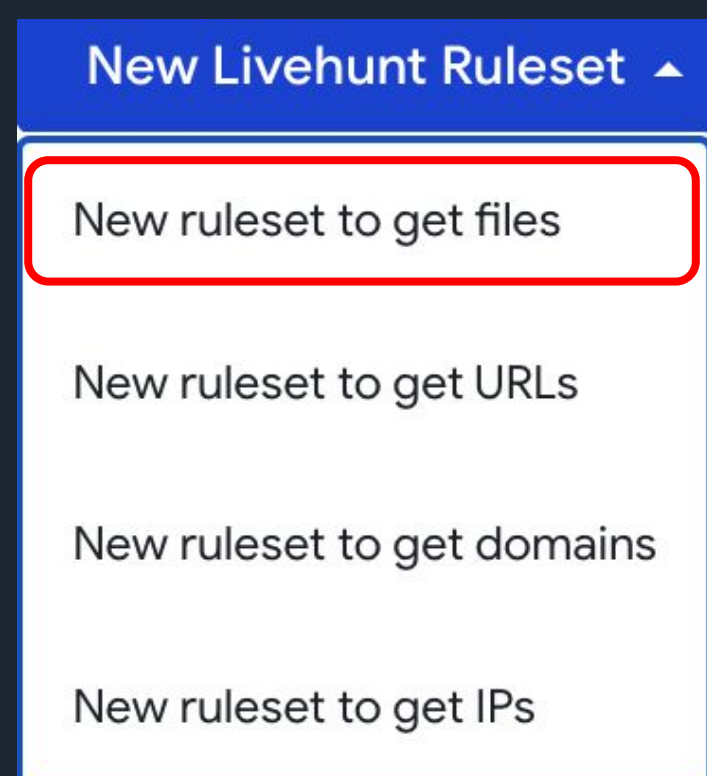 New Livehunt Ruleset
New ruleset to get files
New ruleset to get URLs
New ruleset to get domains
New ruleset to get IPs